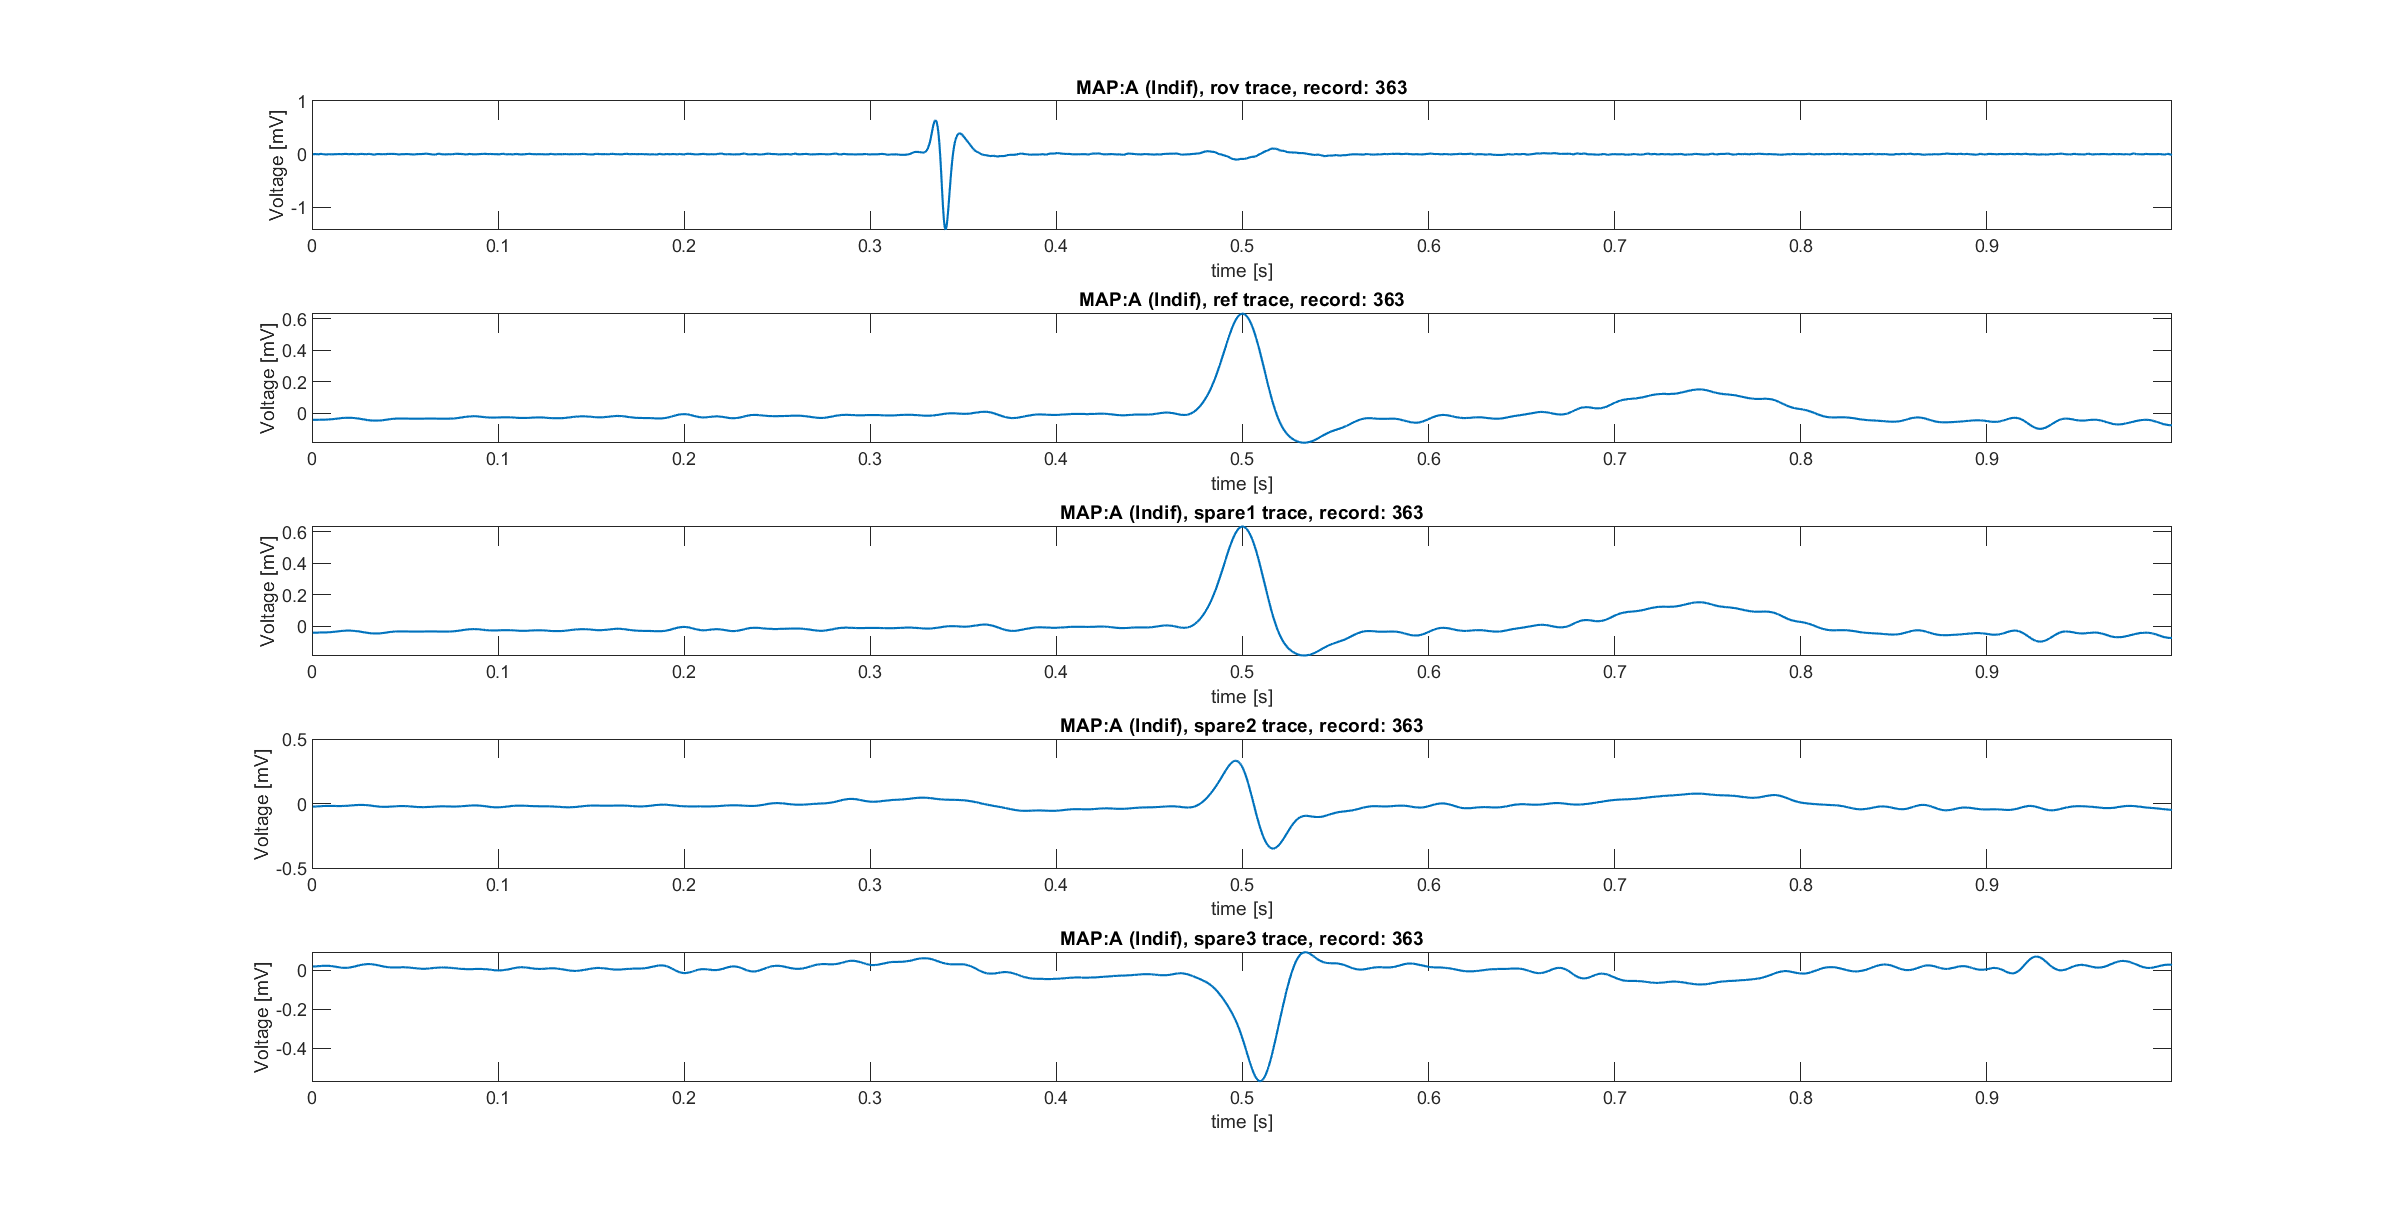 MAP:A (Indif), rov trace, record: 363
Voltage [mV]
1
0
-1
0 0.1 0.2 0.3 0.4 0.5 0.6 0.7 0.8 0.9
time [s]
MAP:A (Indif), ref trace, record: 363
Voltage [mV]
0.6
0.4
0.2
0
0 0.1 0.2 0.3 0.4 0.5 0.6 0.7 0.8 0.9
time [s]
MAP:A (Indif), spare1 trace, record: 363
Voltage [mV]
0.6
0.4
0.2
0
0 0.1 0.2 0.3 0.4 0.5 0.6 0.7 0.8 0.9
time [s]
MAP:A (Indif), spare2 trace, record: 363
Voltage [mV]
0.5
0
-0.5
0 0.1 0.2 0.3 0.4 0.5 0.6 0.7 0.8 0.9
time [s]
MAP:A (Indif), spare3 trace, record: 363
Voltage [mV]
0
-0.2
-0.4
0 0.1 0.2 0.3 0.4 0.5 0.6 0.7 0.8 0.9
time [s]